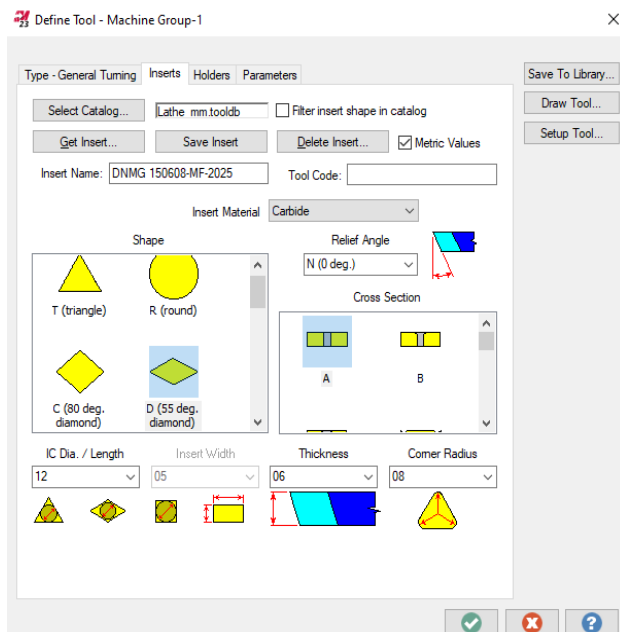 23 Define Tool - Machine Group-1
Type - General Turning Inserts Holders Parameters
Save To Library...
Select Catalog... Lathe_mm.tooldb Filter insert shape in catalog
Draw Tool...
Get Insert... Save Insert Delete Insert... Metric Values
Setup Tool...
Insert Name: DNMG 150608-MF-2025 Tool Code:
Insert Material Carbide
Shape Relief Angle
N (0 deg.)
Cross Section
T (triangle) R (round)
A B
C (80 deg. diamond) D (55 deg. diamond)
IC Dia. / Length Insert Width Thickness Corner Radius
12 05 06 08
?